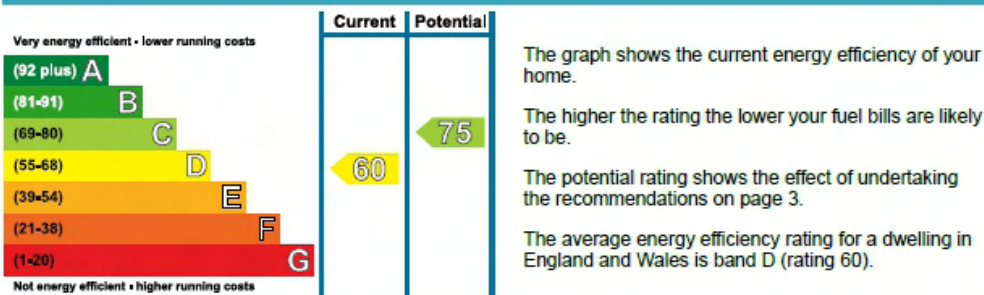 Current Potential
Very energy efficient - lower running costs
(92 plus) A
(81-91) B
(69-80) C
(55-68) D
(39-54) E
(21-38) F
(1-20) G
Not energy efficient - higher running costs
60
75
The graph shows the current energy efficiency of your
home.
The higher the rating the lower your fuel bills are likely
to be.
The potential rating shows the effect of undertaking
the recommendations on page 3.
The average energy efficiency rating for a dwelling in
England and Wales is band D (rating 60).